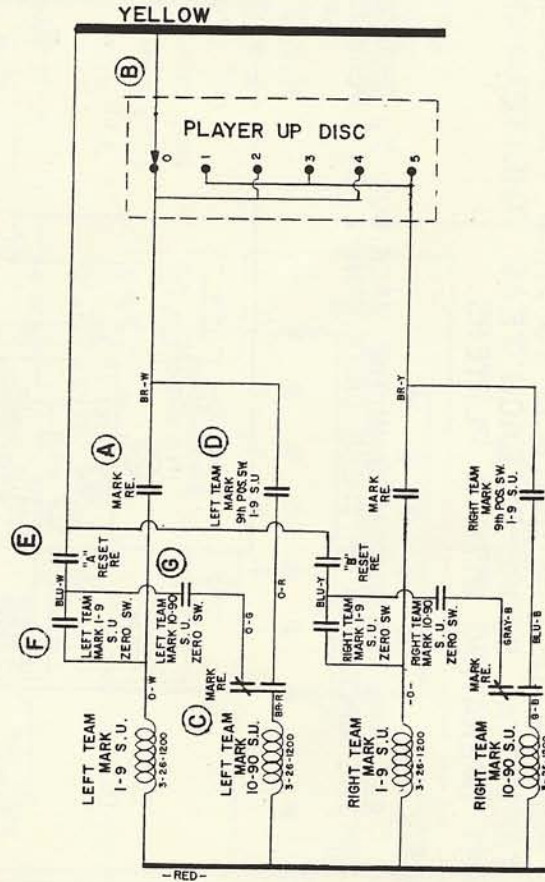 YELLOW
B
PLAYER UP DISC
0
1
2
3
4
5
BR-W
BR-Y
A
MARK
RE.
D
LEFT TEAM
MARK
9th POS. SW.
1-9 S.U
MARK
RE.
RIGHT TEAM
MARK
9th POS. SW.
1-9 S.U.
E
"A"
RESET
RE
BLU-W
G
O-R
"B"
RESET
RE
BLU-Y
BLU-B
F
LEFT TEAM
MARK 1-9
S.U
ZERO SW.
LEFT TEAM
MARK 10-90
S.U.
ZERO SW.
O-G
RIGHT TEAM
MARK 1-9
S.U.
ZERO SW.
RIGHT TEAM
MARK 10-90
S.U
ZERO SW.
GRAY-B
O-W
C
MARK
RE.
BR-R
-O-
MARK
RE.
G-B
LEFT TEAM
MARK
1-9 S.U.
3-26-1200
LEFT TEAM
MARK
10-90 S.U.
3-26-1200
RIGHT TEAM
MARK
1-9 S.U.
3-26-1200
RIGHT TEAM
MARK
10-90 S.U.
-RED-